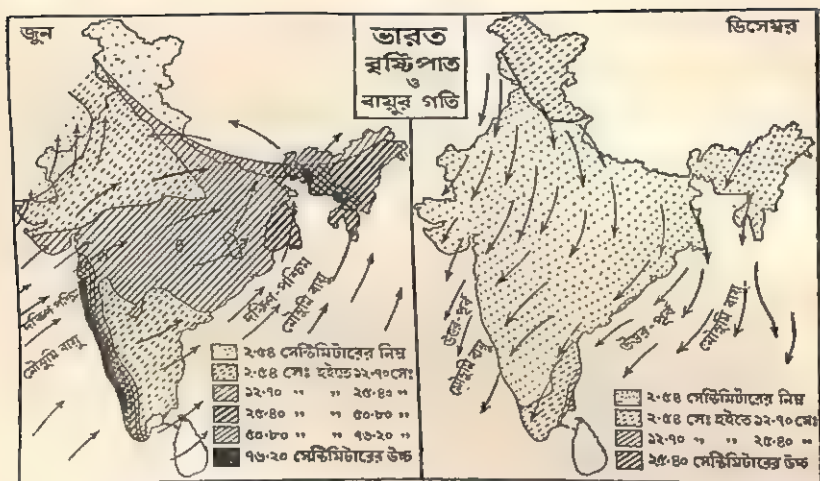 জুন
ভারত
বৃষ্টিপাত
ও
বায়ুর গতি
ডিসেম্বর
দক্ষিণ-পশ্চিম
মৌসুমি বায়ু
দক্ষিণ-পশ্চিম
মৌসুমি বায়ু
২·৫৪ সেন্টিমিটারের নিম্ন
২·৫৪ সেঃ হইতে ১২·৭০ সেঃ
১২·৭০ " " ২৫·৪০ "
২৫·৪০ " " ৫০·৮০ "
৫০·৮০ " " ৭৬·২০ "
৭৬·২০ সেন্টিমিটারের উচ্চ
উত্তর পূর্ব
মৌসুমি বায়ু
উত্তর পূর্ব
মৌসুমি বায়ু
২·৫৪ সেন্টিমিটারের নিম্ন
২·৫৪ সেঃ হইতে ১২·৭০ সেঃ
১২·৭০ " " ২৫·৪০ "
২৫·৪০ সেন্টিমিটারের উচ্চ